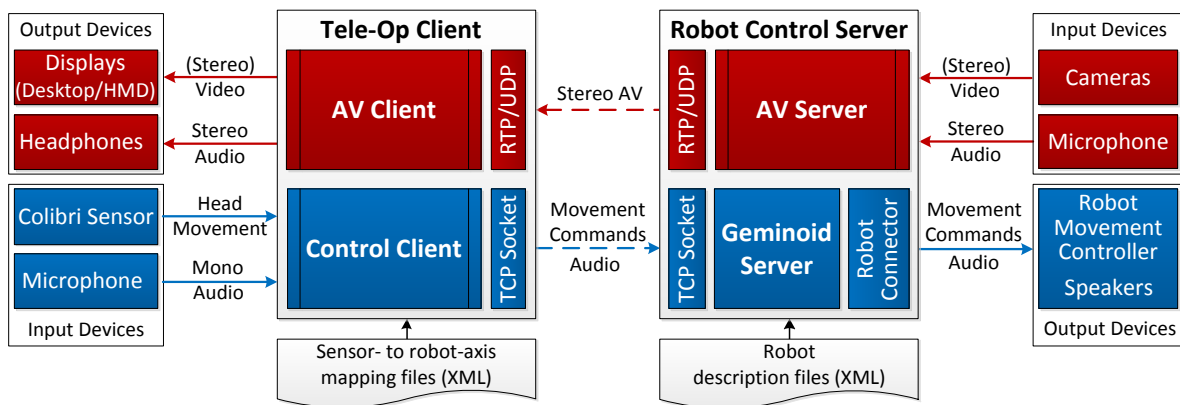 Output Devices
Displays
(Desktop/HMD)
Headphones
Colibri Sensor
Microphone
Input Devices
(Stereo)
Video
Stereo
Audio
Head
Movement
Mono
Audio
Tele-Op Client
AV Client
RTP/UDP
Control Client
TCP Socket
Sensor- to robot-axis
mapping files (XML)
Stereo AV
Movement
Commands
Audio
Robot Control Server
RTP/UDP
AV Server
TCP Socket
Geminoid
Server
Robot
Connector
Robot
description files (XML)
(Stereo)
Video
Stereo
Audio
Movement
Commands
Audio
Input Devices
Cameras
Microphone
Robot
Movement
Controller
Speakers
Output Devices